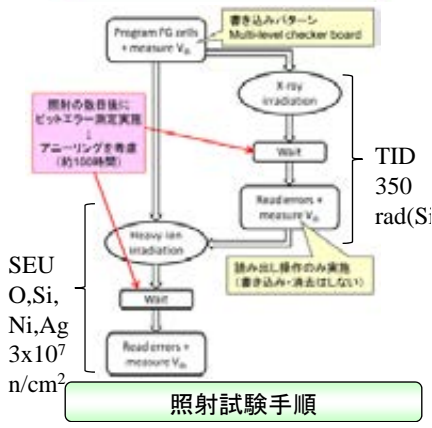 Program FG cells
+ measure Vth
書き込みパターン
Multi-level checker board
X-ray
irradiation
照射の数日後に
ビットエラー測定実施
↓
アニーリングを考慮
(約100時間)
Wait
TID
350
rad(Si
Read errors +
measure Vth
Heavy ion
irradiation
読み出し操作のみ実施
(書き込み・消去はしない)
SEU
O,Si,
Ni,Ag
3x10⁷
n/cm²
Wait
Read errors +
measure Vth
照射試験手順